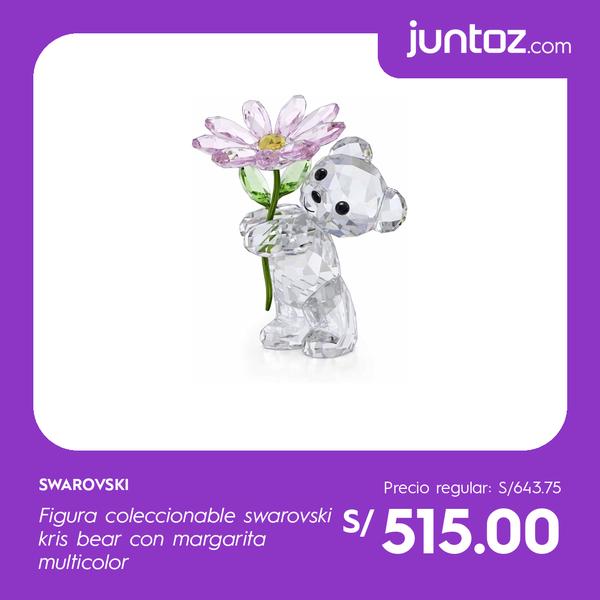 juntoz.com
SWAROVSKI
Figura coleccionable swarovski
kris bear con margarita
multicolor
Precio regular: S/643.75
S/ 515.00